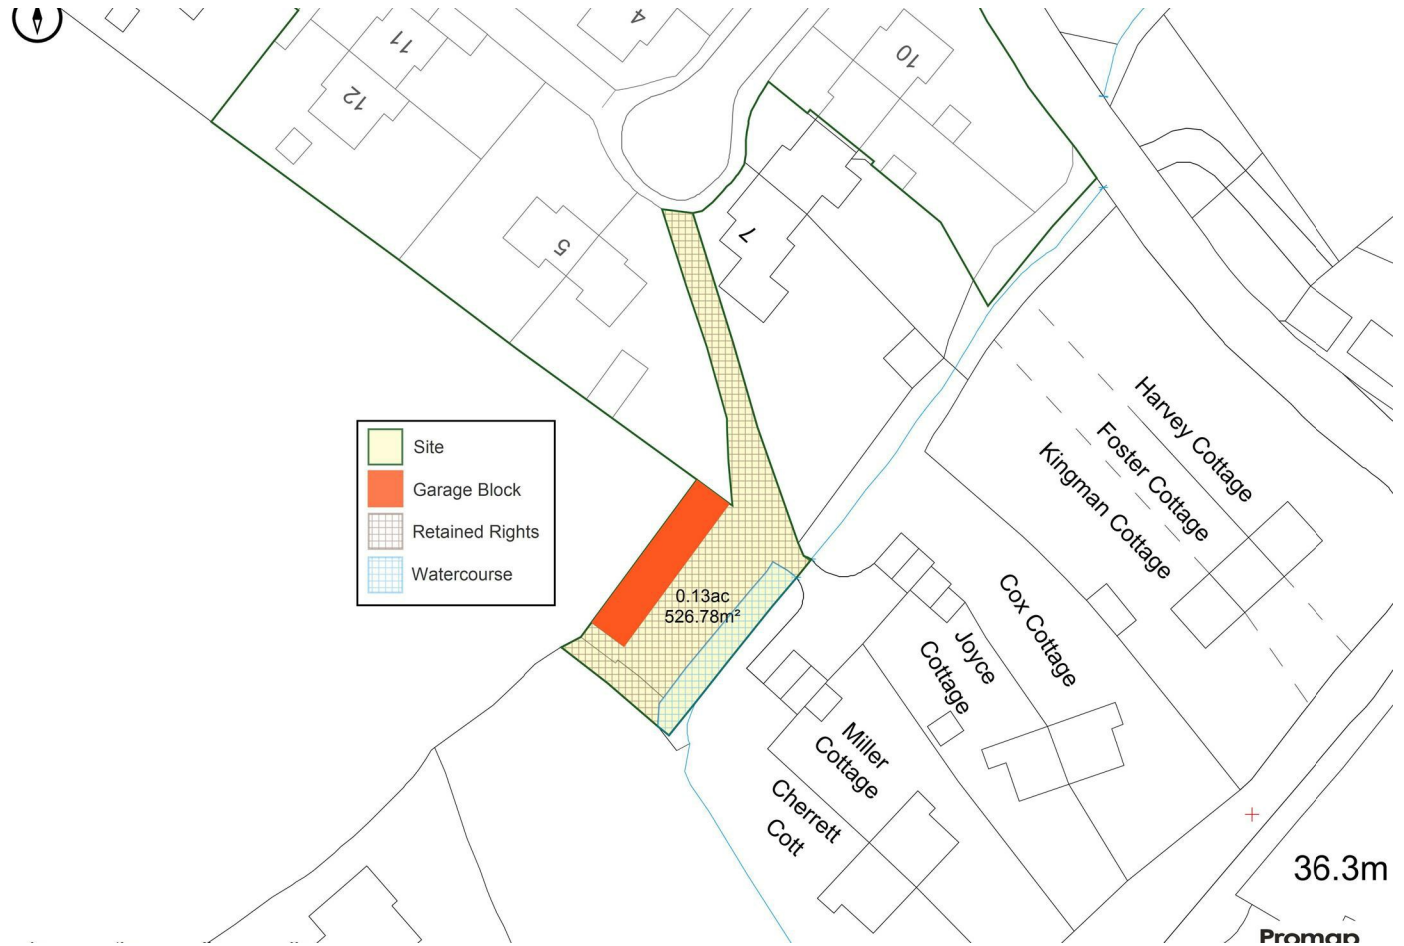 4
11
10
12
7
5
Site
Garage Block
Retained Rights
Watercourse
0.13ac
526.78m²
Harvey Cottage
Foster Cottage
Kingman Cottage
Cox Cottage
Joyce
Cottage
Miller
Cottage
Cherrett
Cott
36.3m
Promap